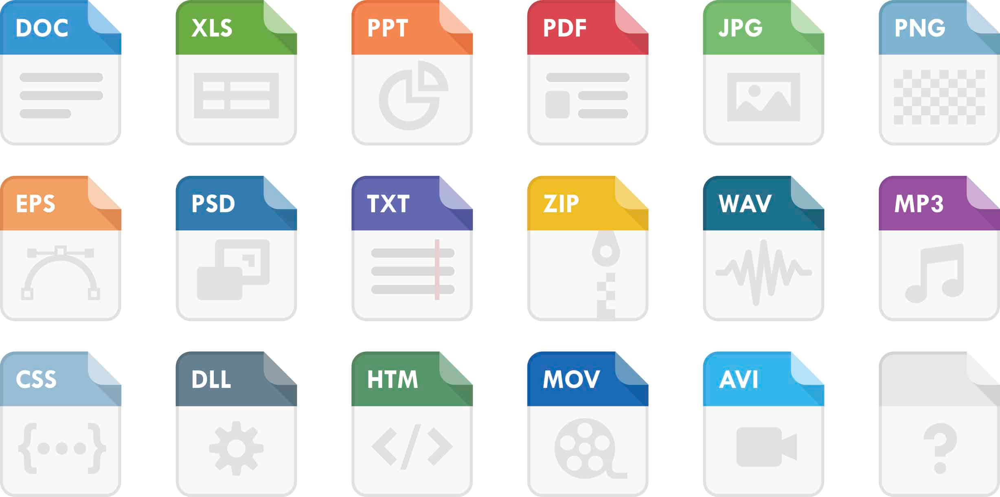 DOC
XLS
PPT
PDF
JPG
PNG
EPS
PSD
TXT
ZIP
WAV
MP3
CSS
DLL
HTM
MOV
AVI
?